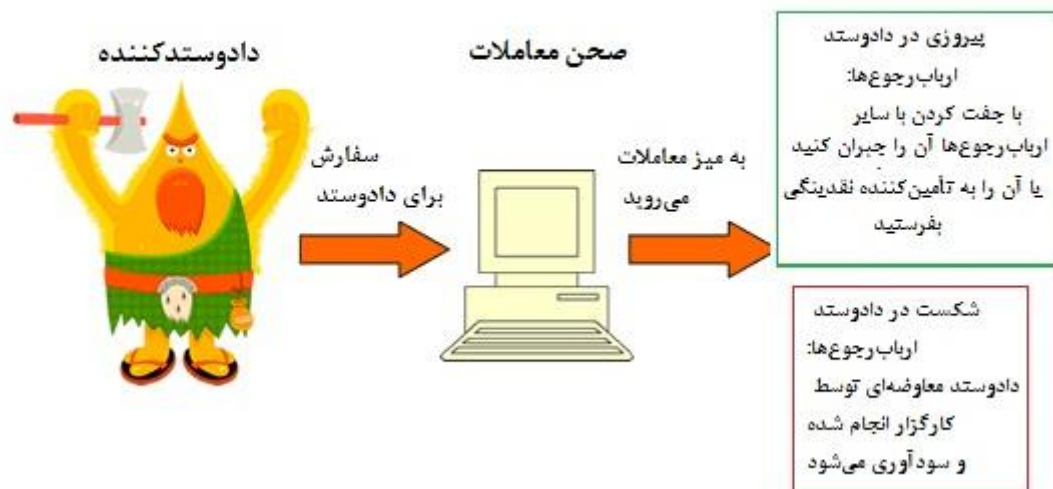 دادوستدکننده
صحن معاملات
سفارش
برای دادوستد
به میز معاملات
می‌روید
پیروزی در دادوستد
ارباب‌رجوع‌ها:
با جفت کردن با سایر
ارباب‌رجوع‌ها آن را جبران کنید
یا آن را به تأمین‌کننده نقدینگی
بفرستید
شکست در دادوستد
ارباب‌رجوع‌ها:
دادوستد معاوضه‌ای توسط
کارگزار انجام شده
و سودآوری می‌شود